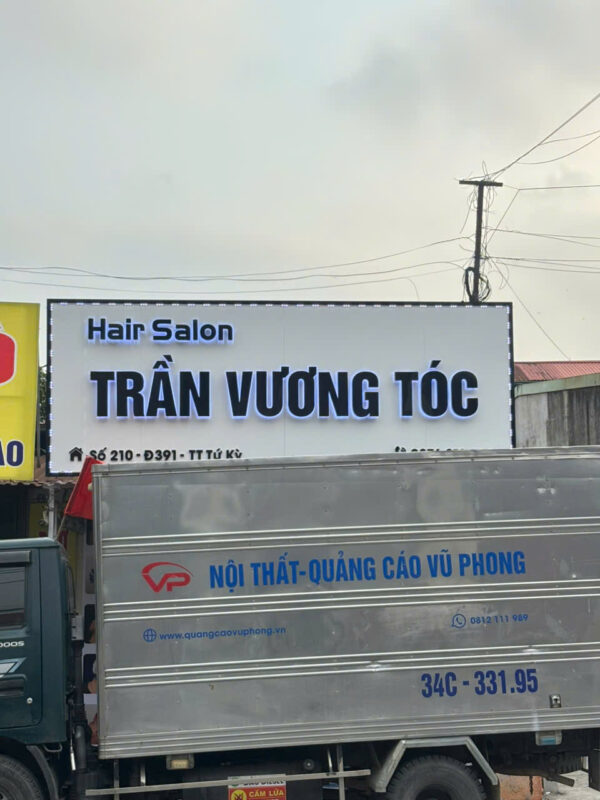 Hair Salon
TRẦN VƯƠNG TÓC
Số 210 - Đ391 - TT Tứ Kỳ
AO
VP
NỘI THẤT-QUẢNG CÁO VŨ PHONG
www.quangcaovuphong.vn
0812 111 989
34C - 331.95
CẤM LỬA